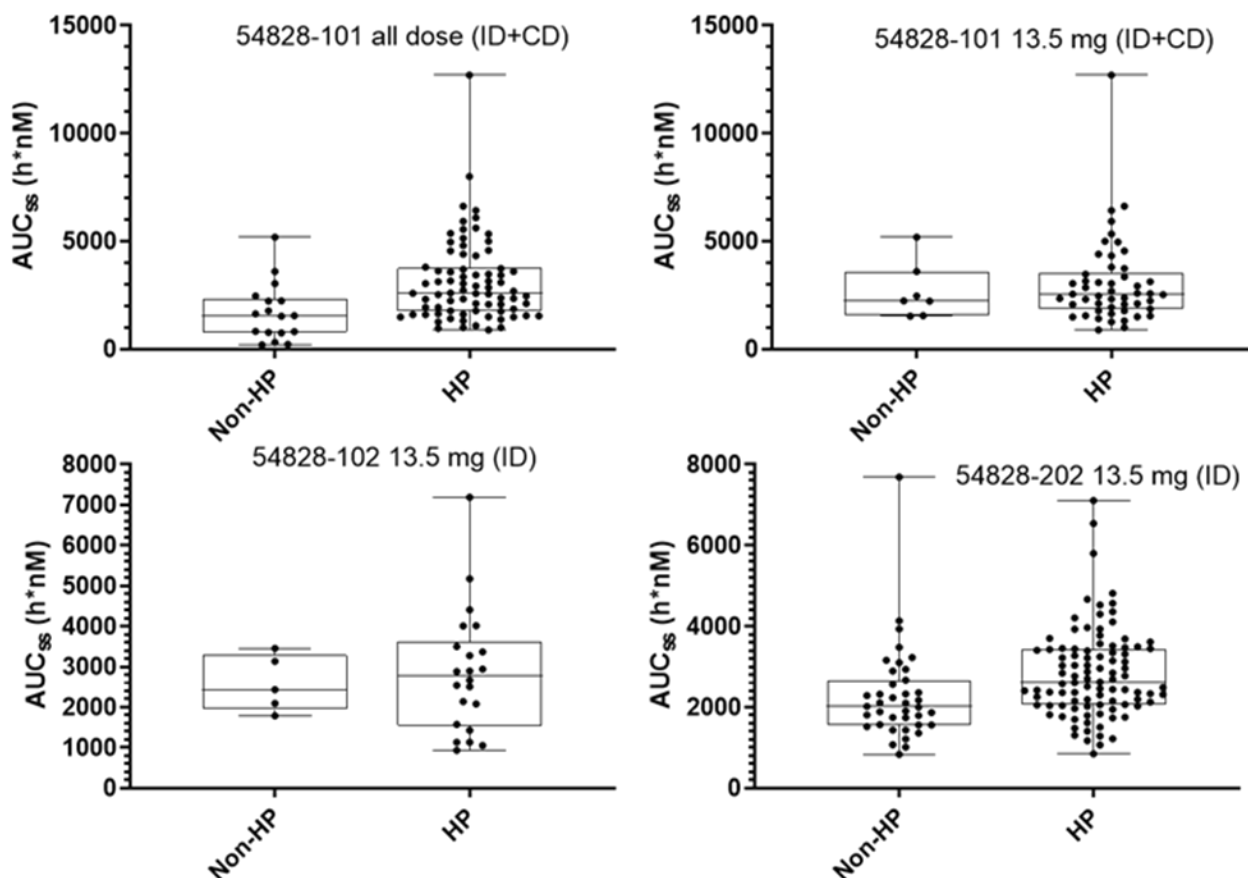 54828-101 all dose (ID+CD)
AUCss (h*nM)
15000
10000
5000
0
Non-HP
HP
54828-101 13.5 mg (ID+CD)
AUCss (h*nM)
15000
10000
5000
0
Non-HP
HP
54828-102 13.5 mg (ID)
AUCss (h*nM)
8000
7000
6000
5000
4000
3000
2000
1000
0
Non-HP
HP
54828-202 13.5 mg (ID)
AUCss (h*nM)
8000
6000
4000
2000
0
Non-HP
HP